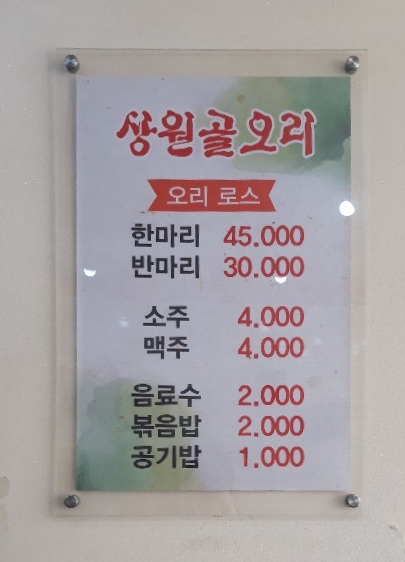 상원골오리
오리 로스
한마리 45.000
반마리 30.000
소주 4.000
맥주 4.000
음료수 2.000
볶음밥 2.000
공기밥 1.000